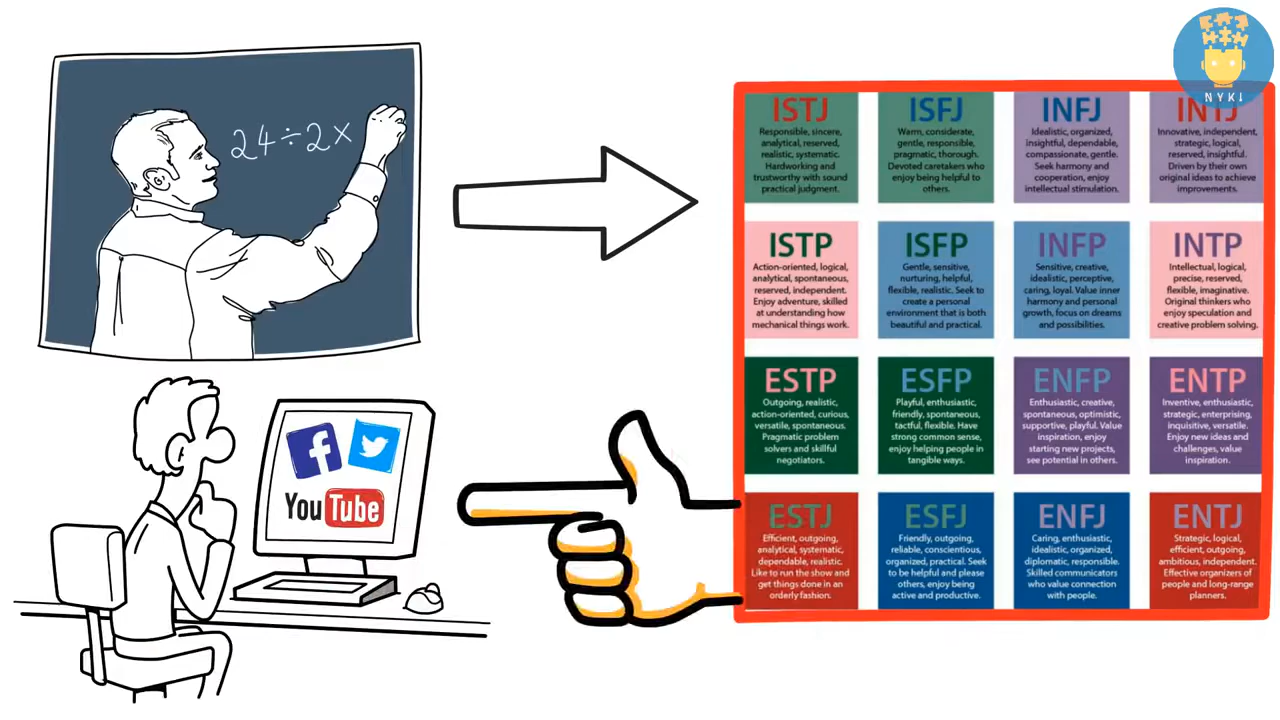 24÷2×
f
YouTube
NYKI
ISTJ
Responsible, sincere,
analytical, reserved,
realistic, systematic.
Hardworking and
trustworthy with sound
practical judgment.
ISFJ
Warm, considerate,
gentle, responsible,
pragmatic, thorough.
Devoted caretakers who
enjoy being helpful to
others.
INFJ
Idealistic, organized,
insightful, dependable,
compassionate, gentle.
Seek harmony and
cooperation, enjoy
intellectual stimulation.
INTJ
Innovative, independent,
strategic, logical,
reserved, insightful.
Driven by their own
original ideas to achieve
improvements.
ISTP
Action-oriented, logical,
analytical, spontaneous,
reserved, independent.
Enjoy adventure, skilled
at understanding how
mechanical things work.
ISFP
Gentle, sensitive,
nurturing, helpful,
flexible, realistic. Seek to
create a personal
environment that is both
beautiful and practical.
INFP
Sensitive, creative,
idealistic, perceptive,
caring, loyal. Value inner
harmony and personal
growth, focus on dreams
and possibilities.
INTP
Intellectual, logical,
precise, reserved,
flexible, imaginative.
Original thinkers who
enjoy speculation and
creative problem solving.
ESTP
Outgoing, realistic,
action-oriented, curious,
versatile, spontaneous.
Pragmatic problem
solvers and skillful
negotiators.
ESFP
Playful, enthusiastic,
friendly, spontaneous,
tactful, flexible. Have
strong common sense,
enjoy helping people in
tangible ways.
ENFP
Enthusiastic, creative,
spontaneous, optimistic,
supportive, playful. Value
inspiration, enjoy
starting new projects,
see potential in others.
ENTP
Inventive, enthusiastic,
strategic, enterprising,
inquisitive, versatile.
Enjoy new ideas and
challenges, value
inspiration.
ESTJ
Efficient, outgoing,
analytical, systematic,
dependable, realistic.
Like to run the show and
get things done in an
orderly fashion.
ESFJ
Friendly, outgoing,
reliable, conscientious,
organized, practical. Seek
to be helpful and please
others, enjoy being
active and productive.
ENFJ
Caring, enthusiastic,
idealistic, organized,
diplomatic, responsible.
Skilled communicators
who value connection
with people.
ENTJ
Strategic, logical,
efficient, outgoing,
ambitious, independent.
Effective organizers of
people and long-range
planners.